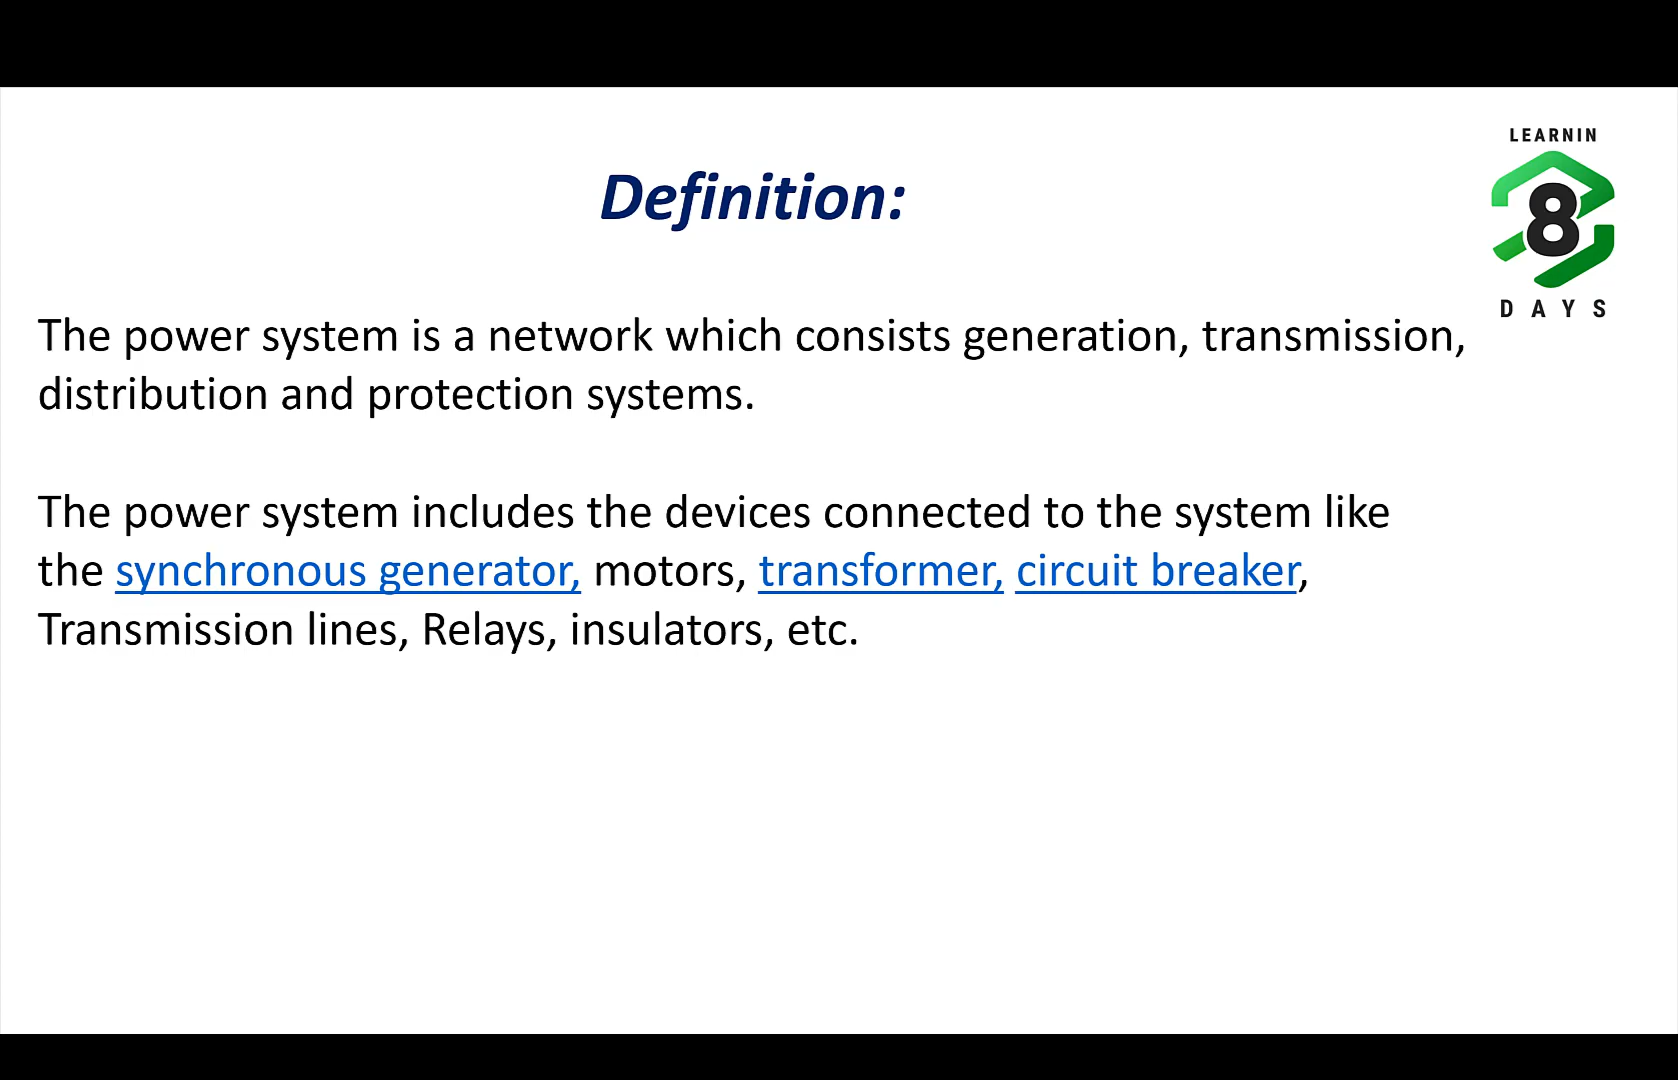 LEARNIN
8
DAYS
Definition:
The power system is a network which consists generation, transmission,
distribution and protection systems.
The power system includes the devices connected to the system like
the synchronous generator, motors, transformer, circuit breaker,
Transmission lines, Relays, insulators, etc.